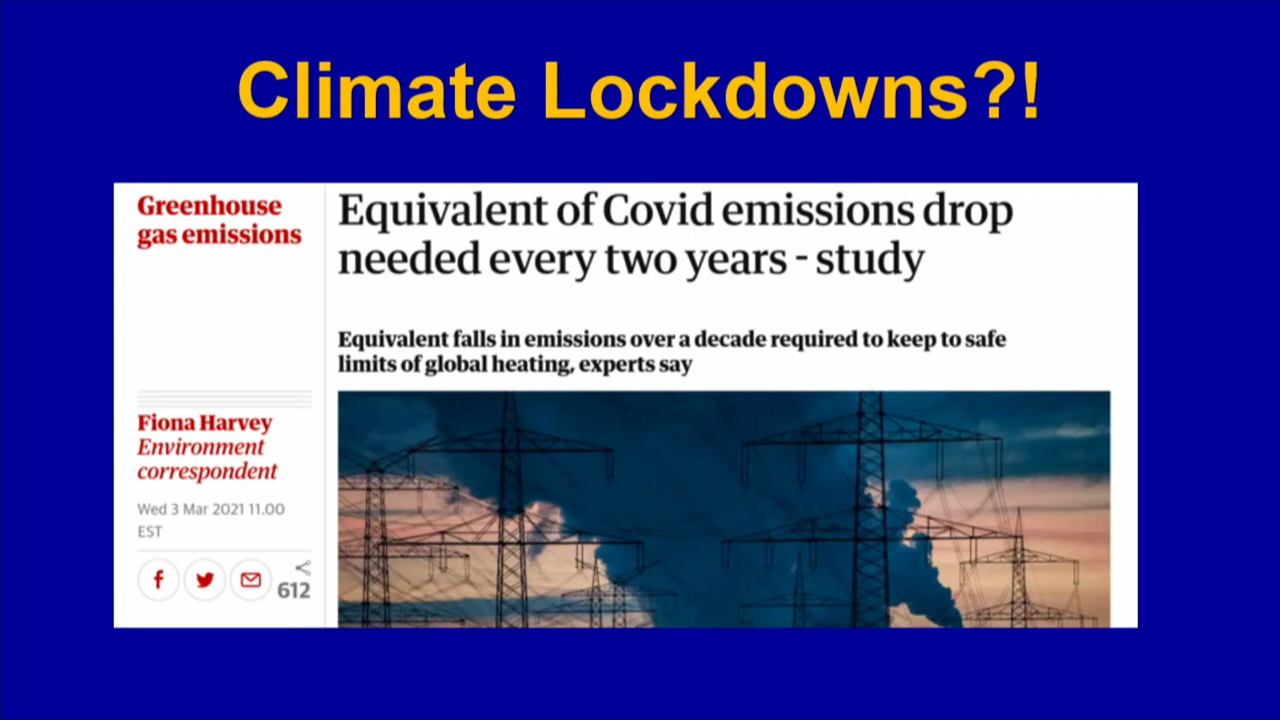 Climate Lockdowns?!
Greenhouse
gas emissions
Equivalent of Covid emissions drop
needed every two years - study
Equivalent falls in emissions over a decade required to keep to safe
limits of global heating, experts say
Fiona Harvey
Environment
correspondent
Wed 3 Mar 2021 11.00
EST
612